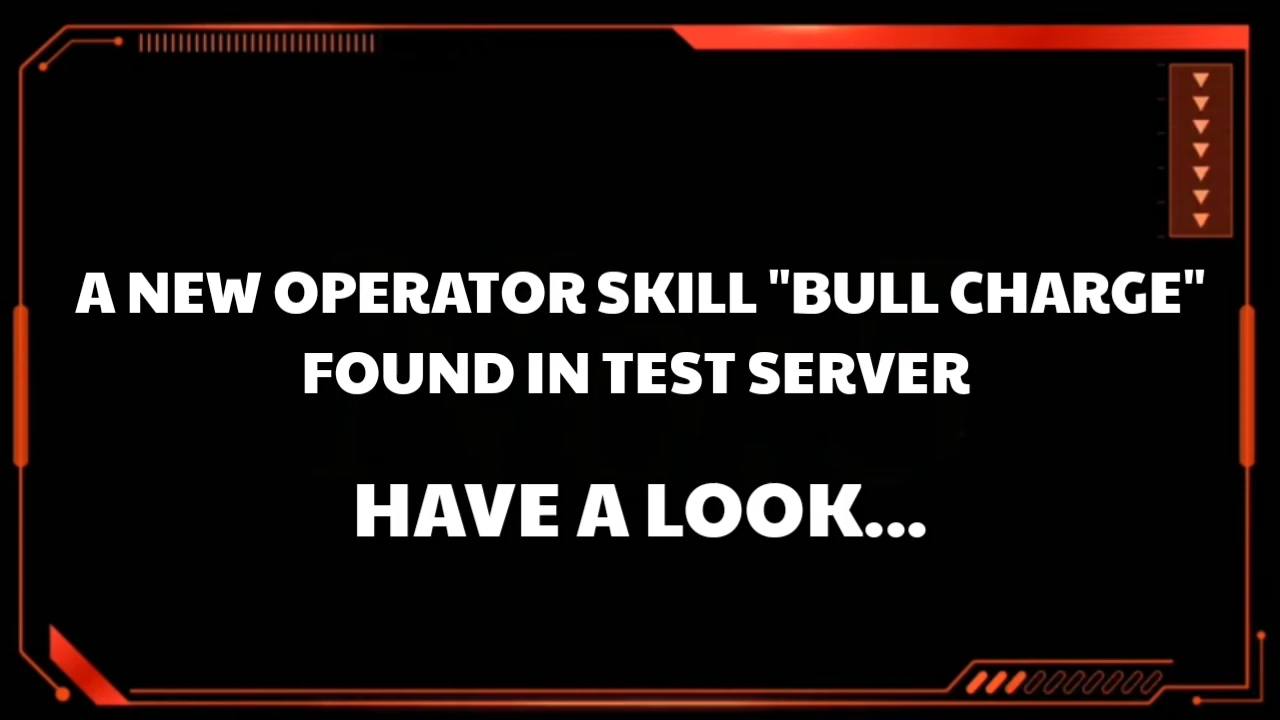 A NEW OPERATOR SKILL "BULL CHARGE"
FOUND IN TEST SERVER
HAVE A LOOK...